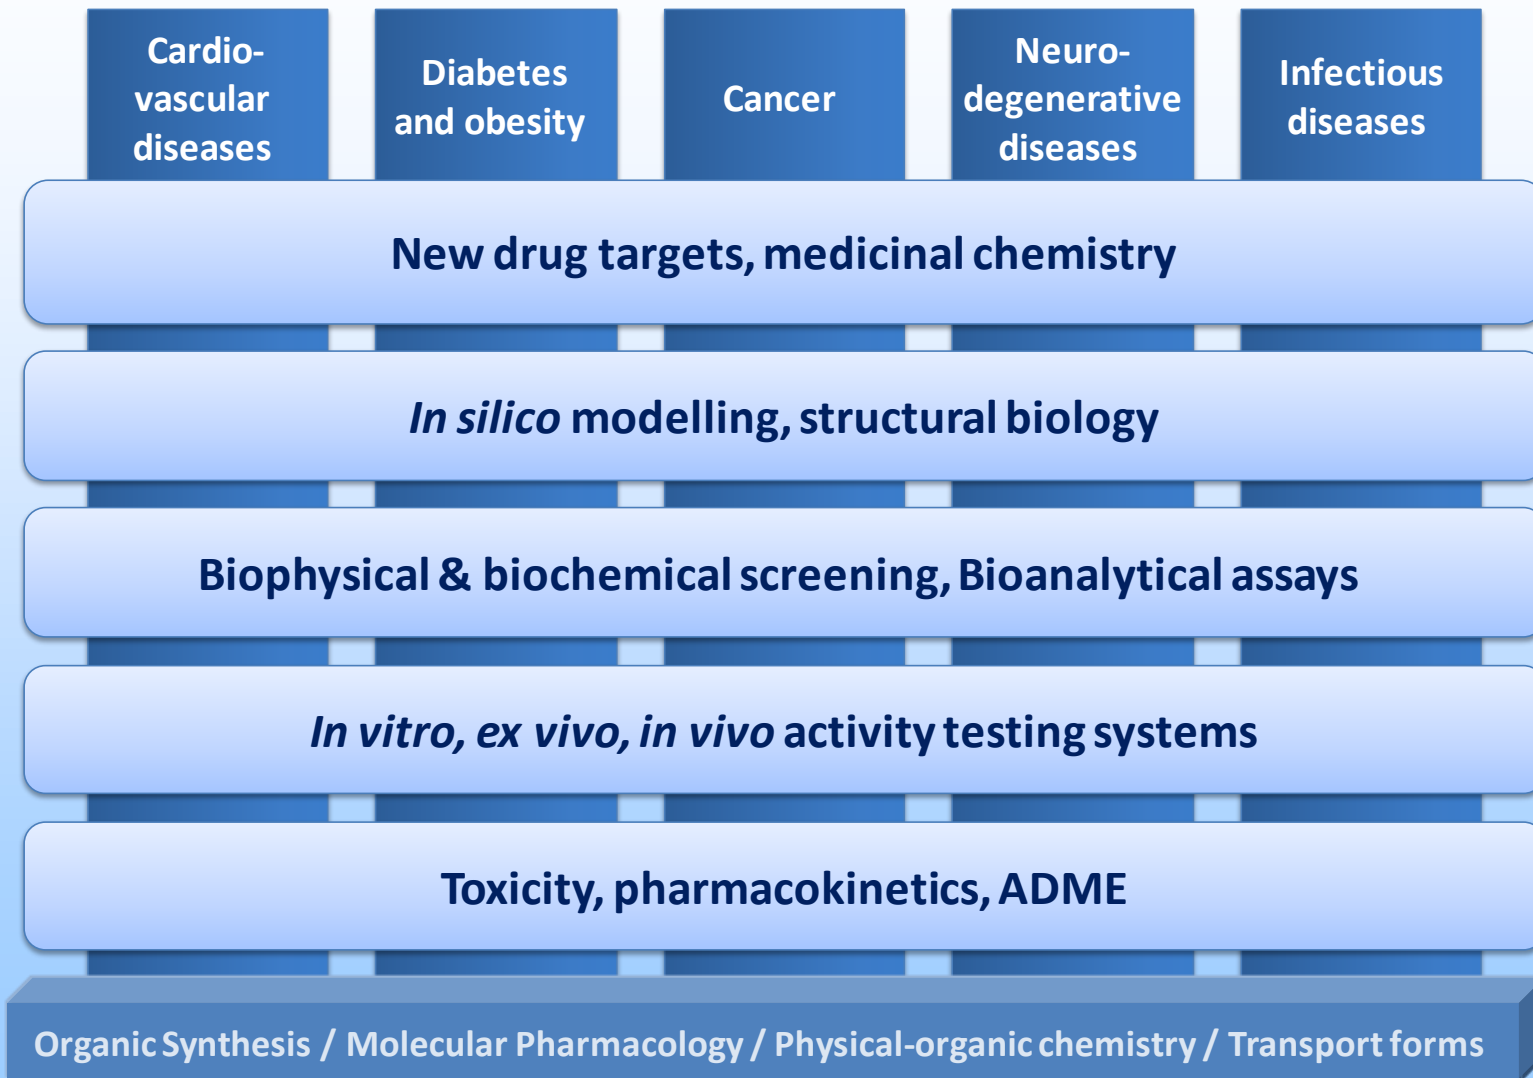 Cardio-
vascular
diseases
Diabetes
and obesity
Cancer
Neuro-
degenerative
diseases
Infectious
diseases
New drug targets, medicinal chemistry
In silico modelling, structural biology
Biophysical & biochemical screening, Bioanalytical assays
In vitro, ex vivo, in vivo activity testing systems
Toxicity, pharmacokinetics, ADME
Organic Synthesis / Molecular Pharmacology / Physical-organic chemistry / Transport forms